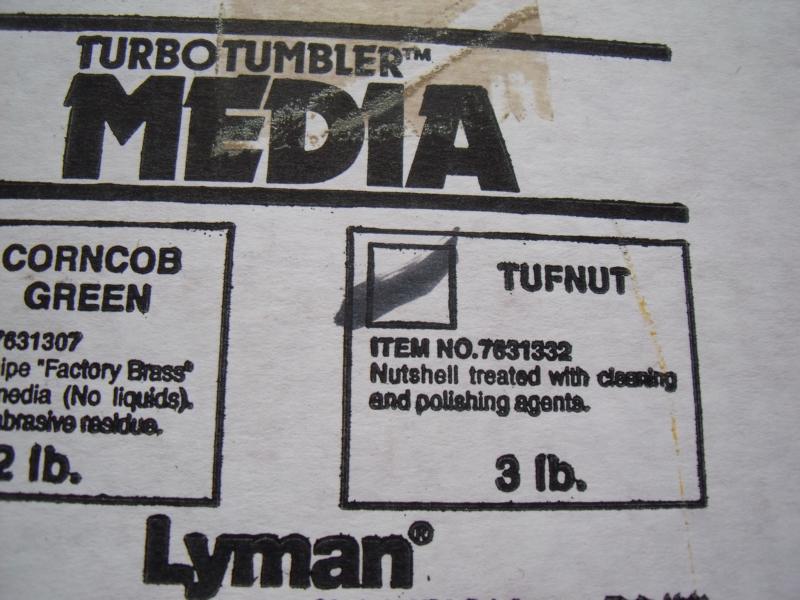 TURBO TUMBLER™
MEDIA
CORNCOB
GREEN
7631307
ipe "Factory Brass"
media (No liquids).
abrasive residue.
2 lb.
TUFNUT
ITEM NO. 7631332
Nutshell treated with cleaning
and polishing agents.
3 lb.
Lyman®